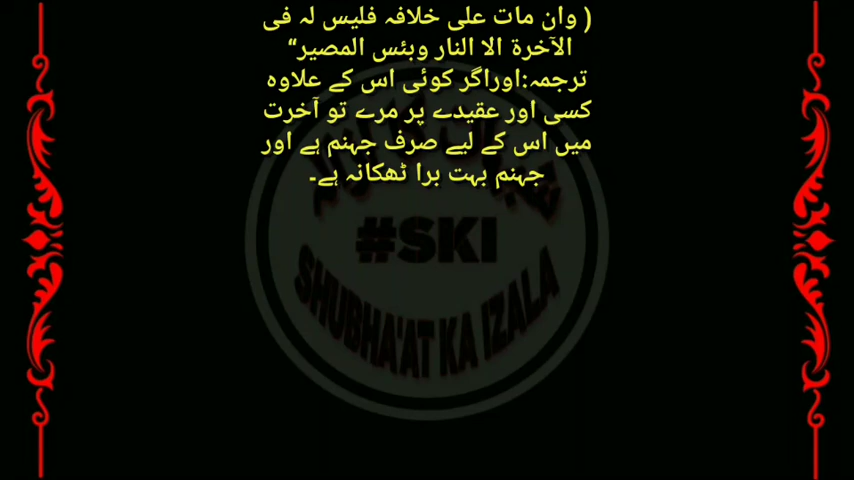 ( وان مات علی خلافہ فلیس لہ فی
الآخرۃ الا النار وبئس المصیر“
ترجمہ:اوراگر کوئی اس کے علاوہ
کسی اور عقیدے پر مرے تو آخرت
میں اس کے لیے صرف جہنم ہے اور
جہنم بہت برا ٹھکانہ ہے۔
#SKI
SHUBHA'AT KA IZALA